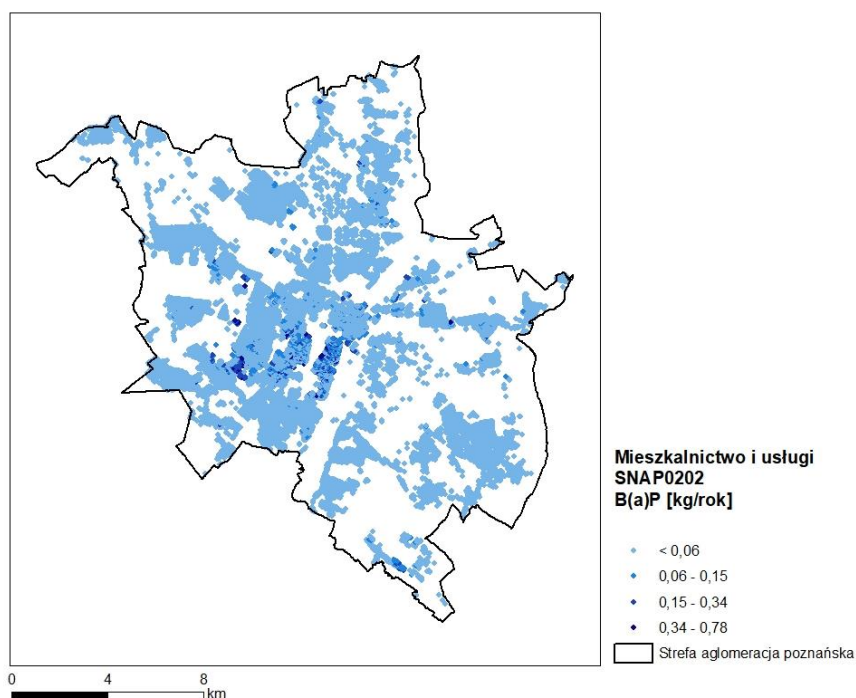 Mieszkalnictwo i usługi
SNAP0202
B(a)P [kg/rok]
< 0,06
0,06 - 0,15
0,15 - 0,34
0,34 - 0,78
Strefa aglomeracja poznańska
0 4 8
km